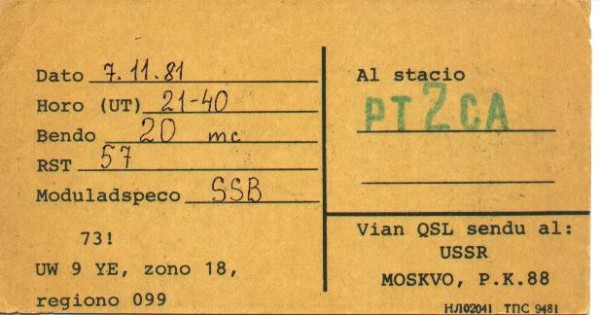 Dato 7.11.81
Horo (UT) 21-40
Bendo 20 mc
RST 57
Moduladspeco SSB
73!
UW 9 YE, zono 18,
regiono 099
Al stacio
PT2CA
Vian QSL sendu al:
USSR
MOSKVO, P.K.88
НЛ02041 ТПС 9481